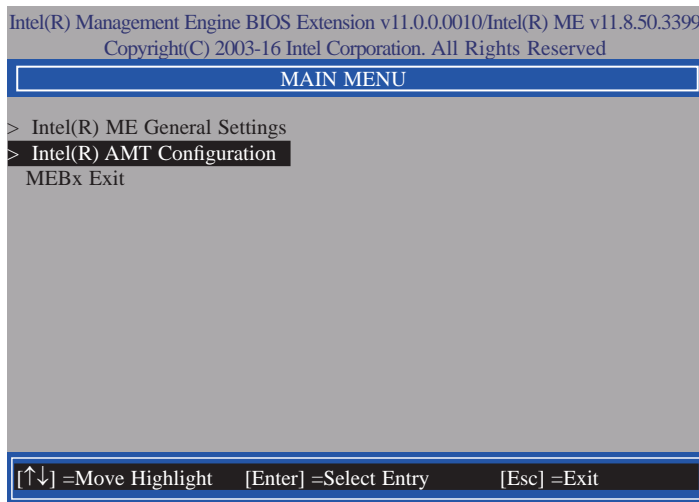 Intel(R) Management Engine BIOS Extension v11.0.0.0010/Intel(R) ME v11.8.50.3399
Copyright(C) 2003-16 Intel Corporation. All Rights Reserved
MAIN MENU
> Intel(R) ME General Settings
> Intel(R) AMT Configuration
MEBx Exit
[↑↓] =Move Highlight [Enter] =Select Entry [Esc] =Exit